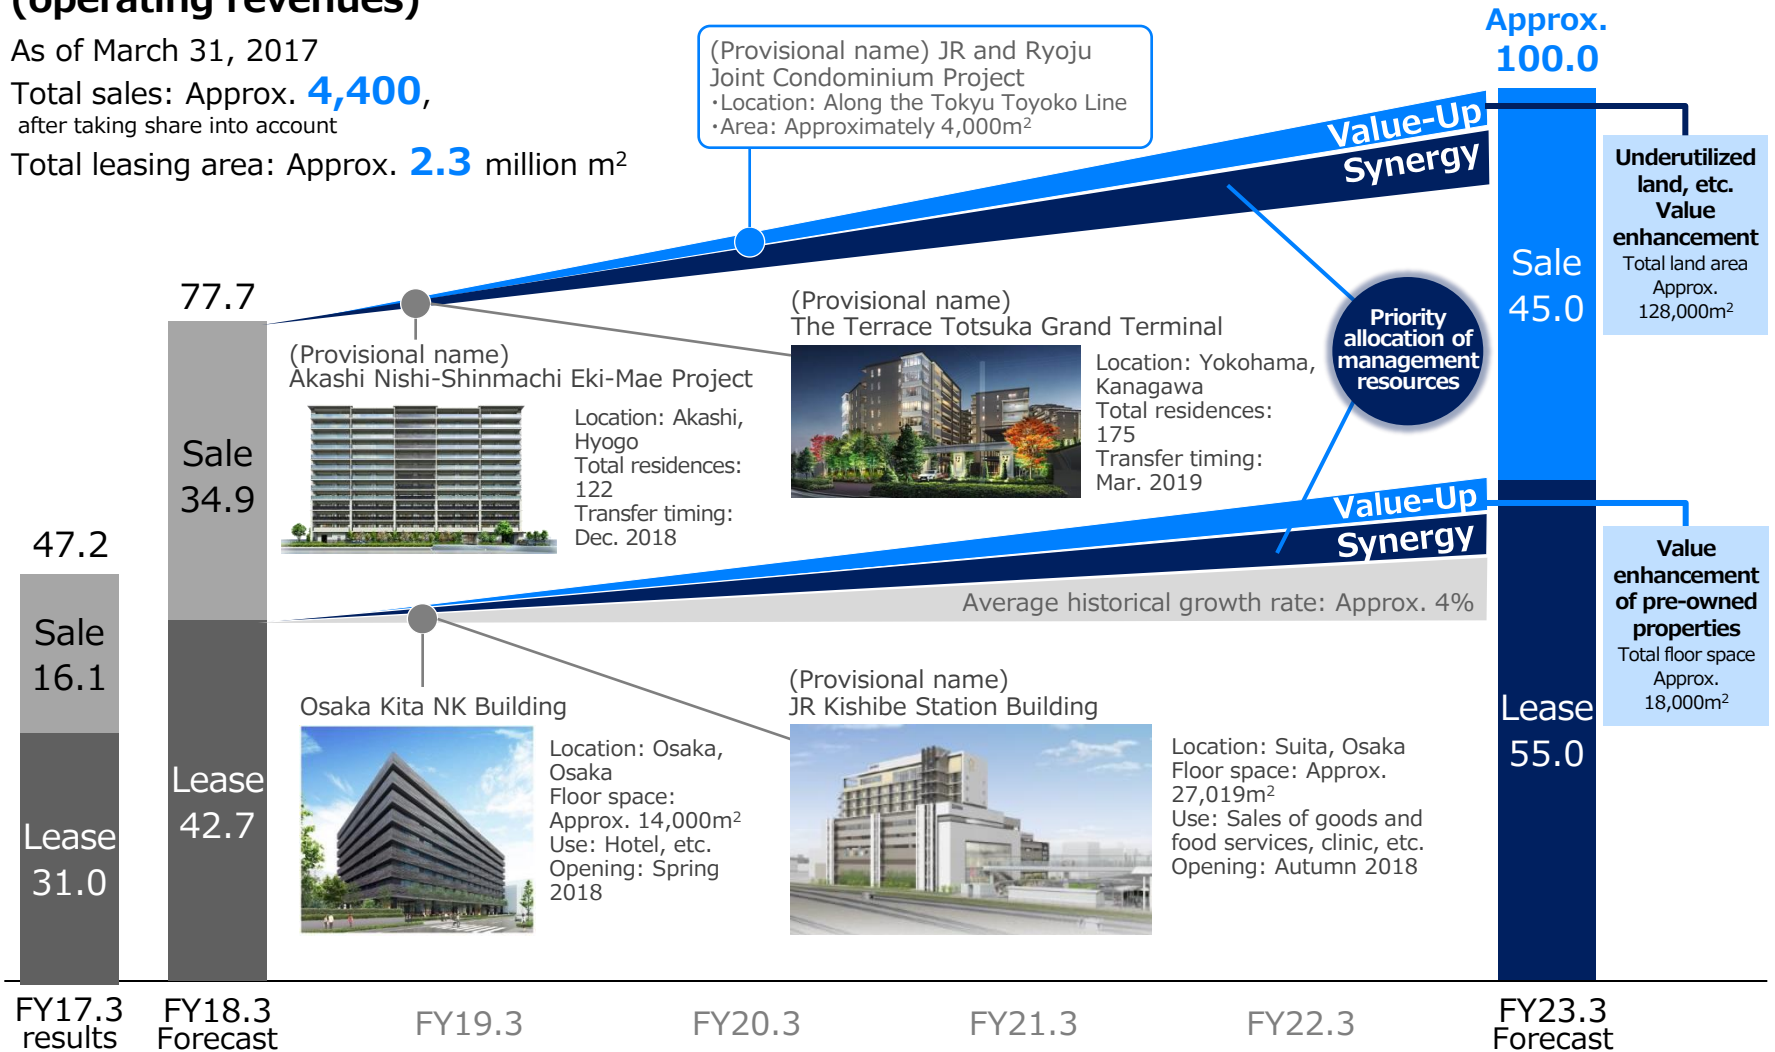 (operating revenues)
As of March 31, 2017
Total sales: Approx. 4,400,
after taking share into account
Total leasing area: Approx. 2.3 million m²
(Provisional name) JR and Ryoju
Joint Condominium Project
・Location: Along the Tokyu Toyoko Line
・Area: Approximately 4,000m²
Approx.
100.0
Value-Up
Synergy
Underutilized
land, etc.
Value
enhancement
Total land area
Approx.
128,000m²
Sale
45.0
77.7
(Provisional name)
Akashi Nishi-Shinmachi Eki-Mae Project
Location: Akashi,
Hyogo
Total residences:
122
Transfer timing:
Dec. 2018
(Provisional name)
The Terrace Totsuka Grand Terminal
Location: Yokohama,
Kanagawa
Total residences:
175
Transfer timing:
Mar. 2019
Priority
allocation of
management
resources
Sale
34.9
47.2
Sale
16.1
Value-Up
Synergy
Average historical growth rate: Approx. 4%
Value
enhancement
of pre-owned
properties
Total floor space
Approx.
18,000m²
Lease
55.0
Lease
42.7
Lease
31.0
Osaka Kita NK Building
Location: Osaka,
Osaka
Floor space:
Approx. 14,000m²
Use: Hotel, etc.
Opening: Spring
2018
(Provisional name)
JR Kishibe Station Building
Location: Suita, Osaka
Floor space: Approx.
27,019m²
Use: Sales of goods and
food services, clinic, etc.
Opening: Autumn 2018
FY17.3
results
FY18.3
Forecast
FY19.3
FY20.3
FY21.3
FY22.3
FY23.3
Forecast